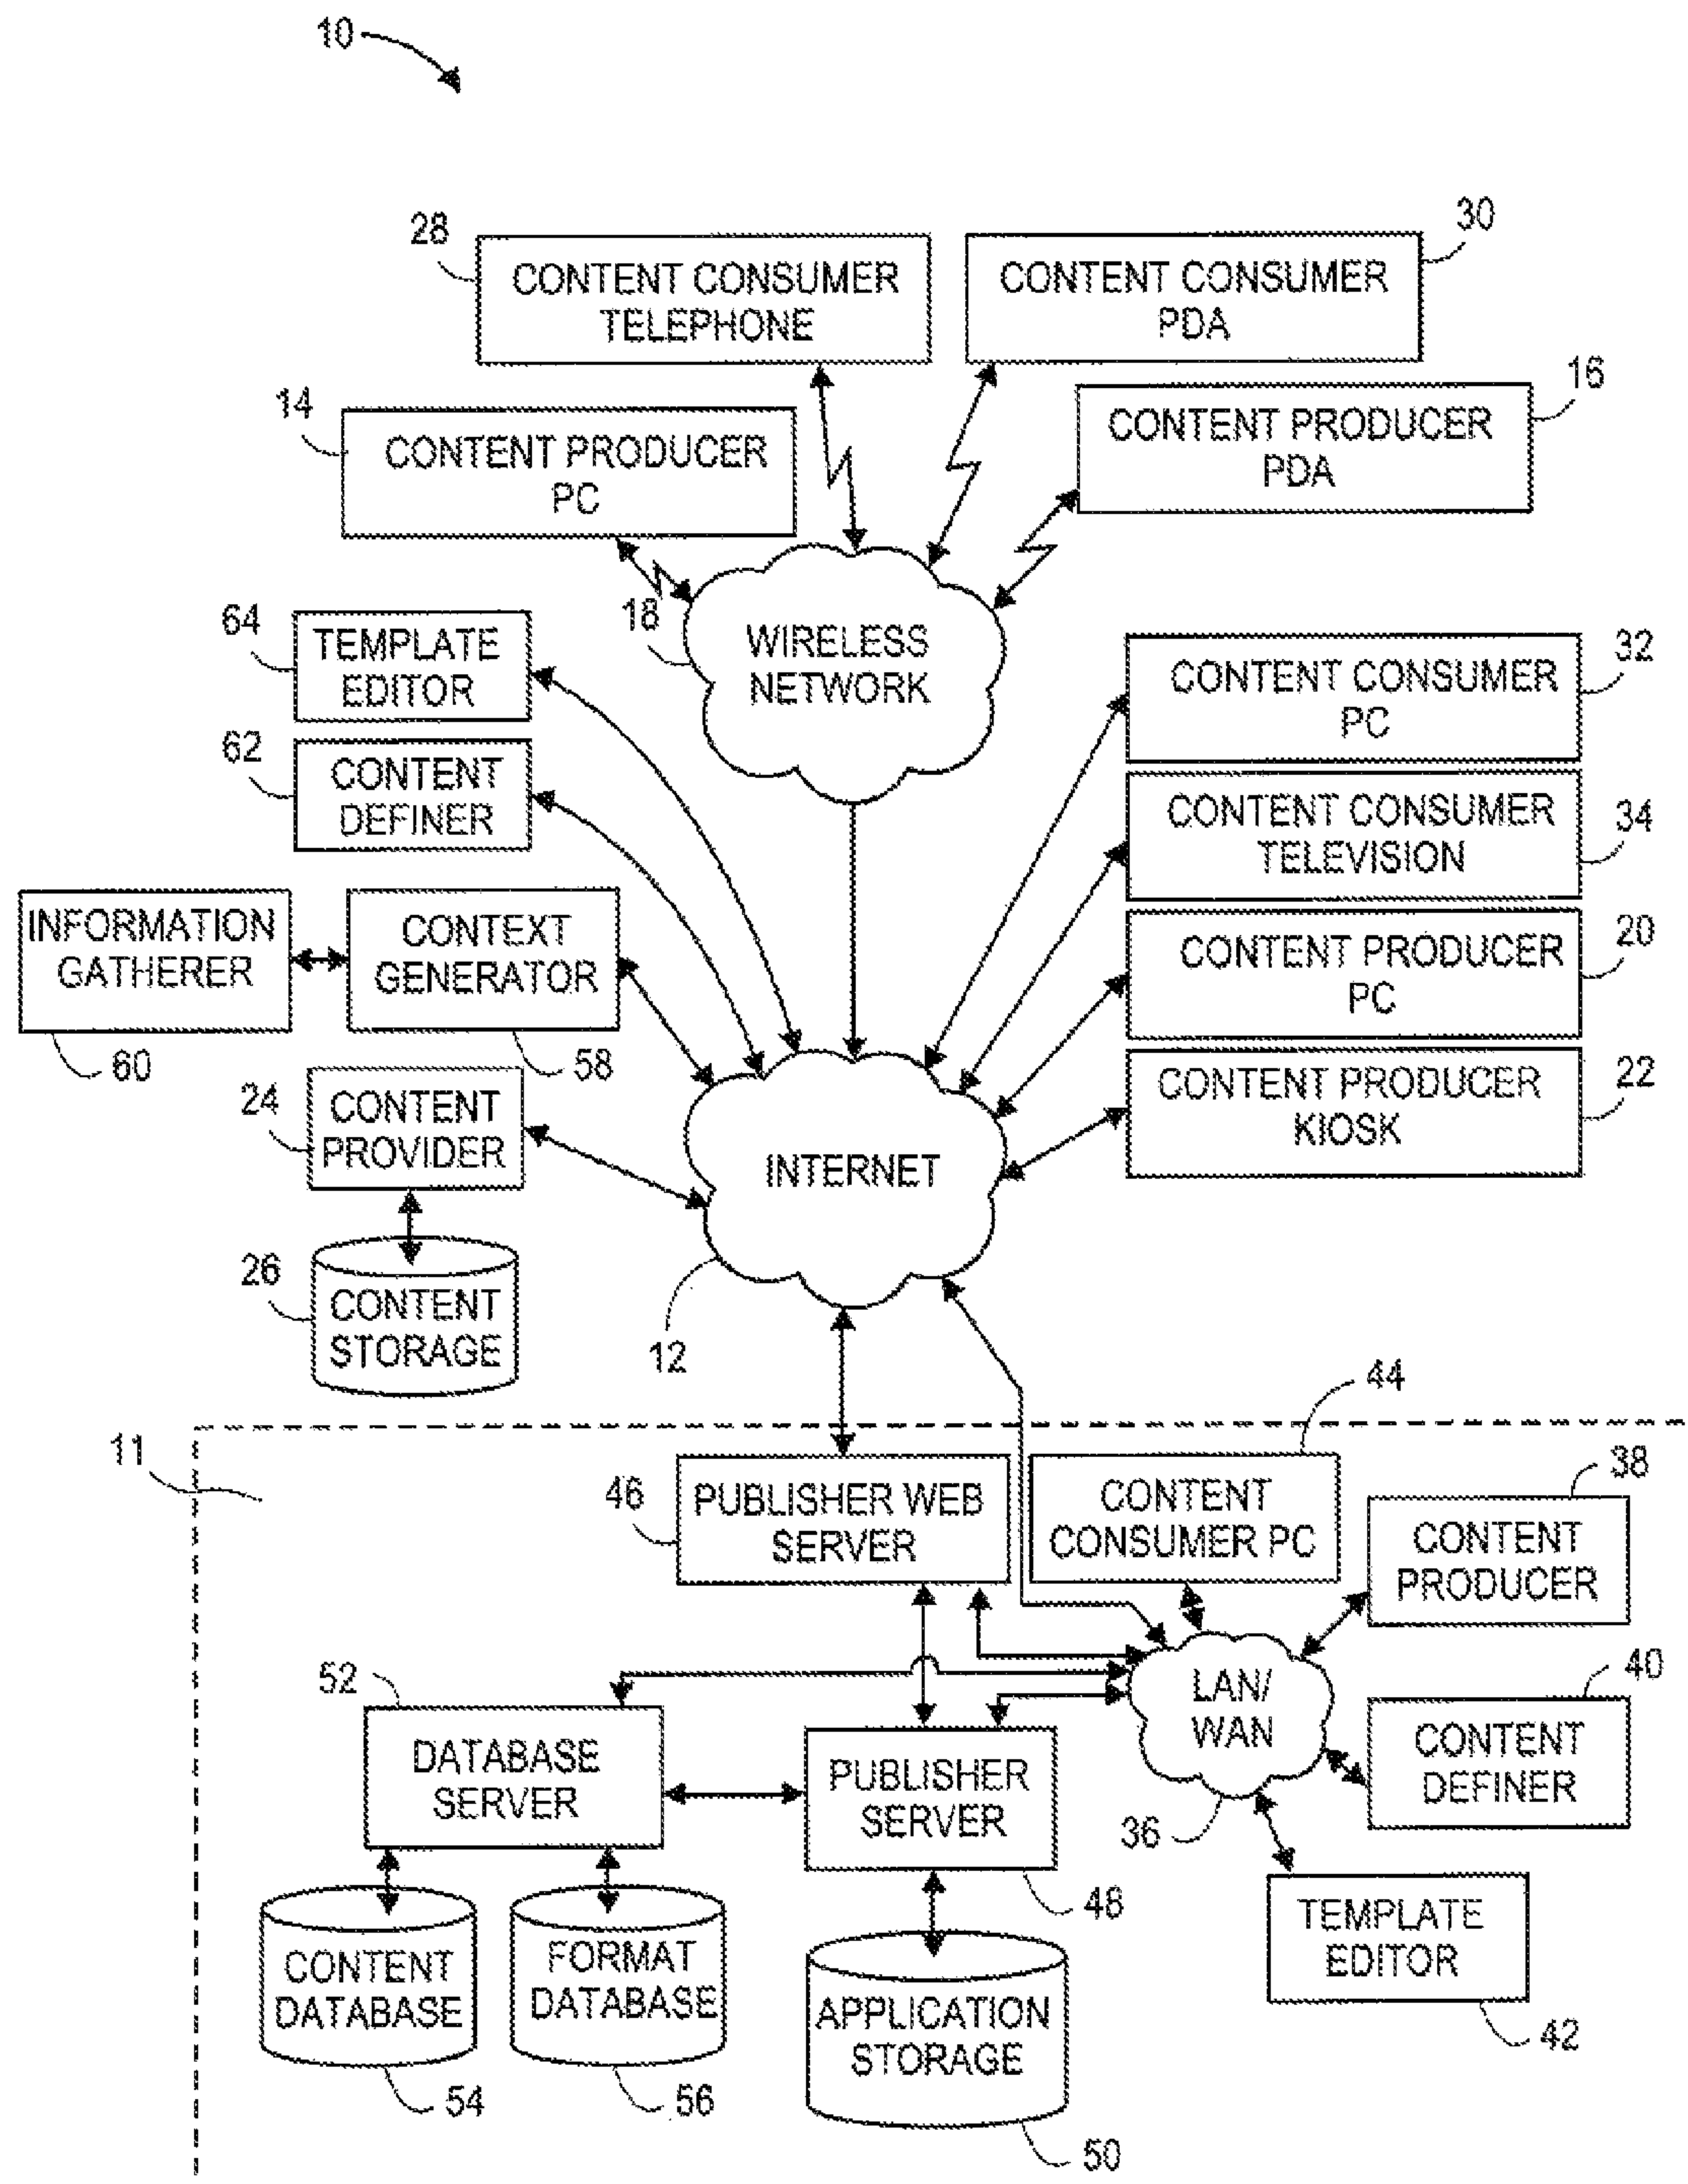 10
28
CONTENT CONSUMER
TELEPHONE
30
CONTENT CONSUMER
PDA
14
CONTENT PRODUCER
PC
16
CONTENT PRODUCER
PDA
18
WIRELESS
NETWORK
64
TEMPLATE
EDITOR
62
CONTENT
DEFINER
32
CONTENT CONSUMER
PC
34
CONTENT CONSUMER
TELEVISION
INFORMATION
GATHERER
60
CONTEXT
GENERATOR
58
20
CONTENT PRODUCER
PC
22
CONTENT PRODUCER
KIOSK
24
CONTENT
PROVIDER
INTERNET
12
26
CONTENT
STORAGE
11
46
PUBLISHER WEB
SERVER
44
CONTENT
CONSUMER PC
38
CONTENT
PRODUCER
52
DATABASE
SERVER
PUBLISHER
SERVER
48
LAN/
WAN
36
40
CONTENT
DEFINER
CONTENT
DATABASE
54
FORMAT
DATABASE
56
APPLICATION
STORAGE
50
TEMPLATE
EDITOR
42